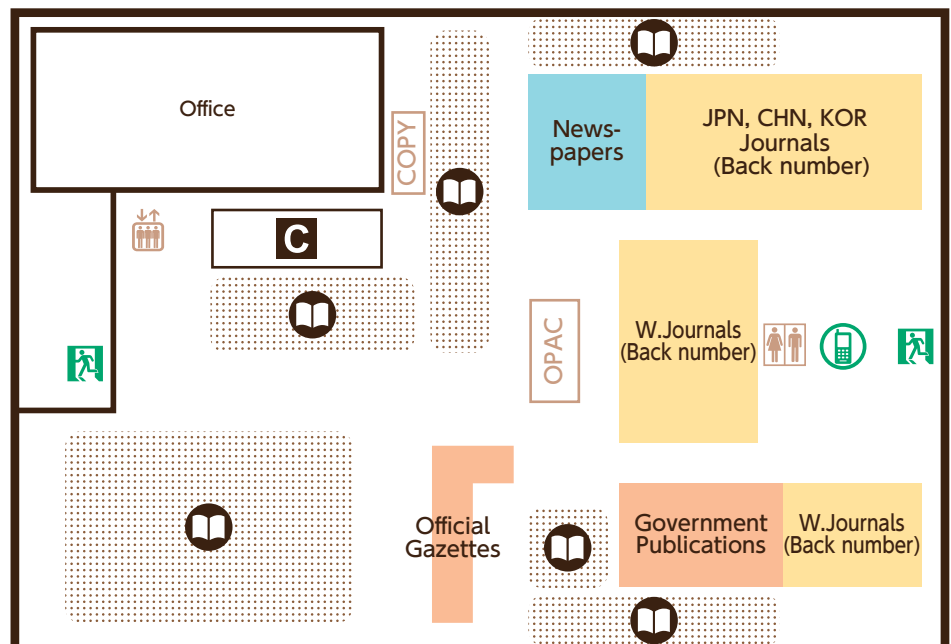 Office
COPY
News-
papers
JPN, CHN, KOR
Journals
(Back number)
C
OPAC
W.Journals
(Back number)
Official
Gazettes
Government
Publications
W.Journals
(Back number)